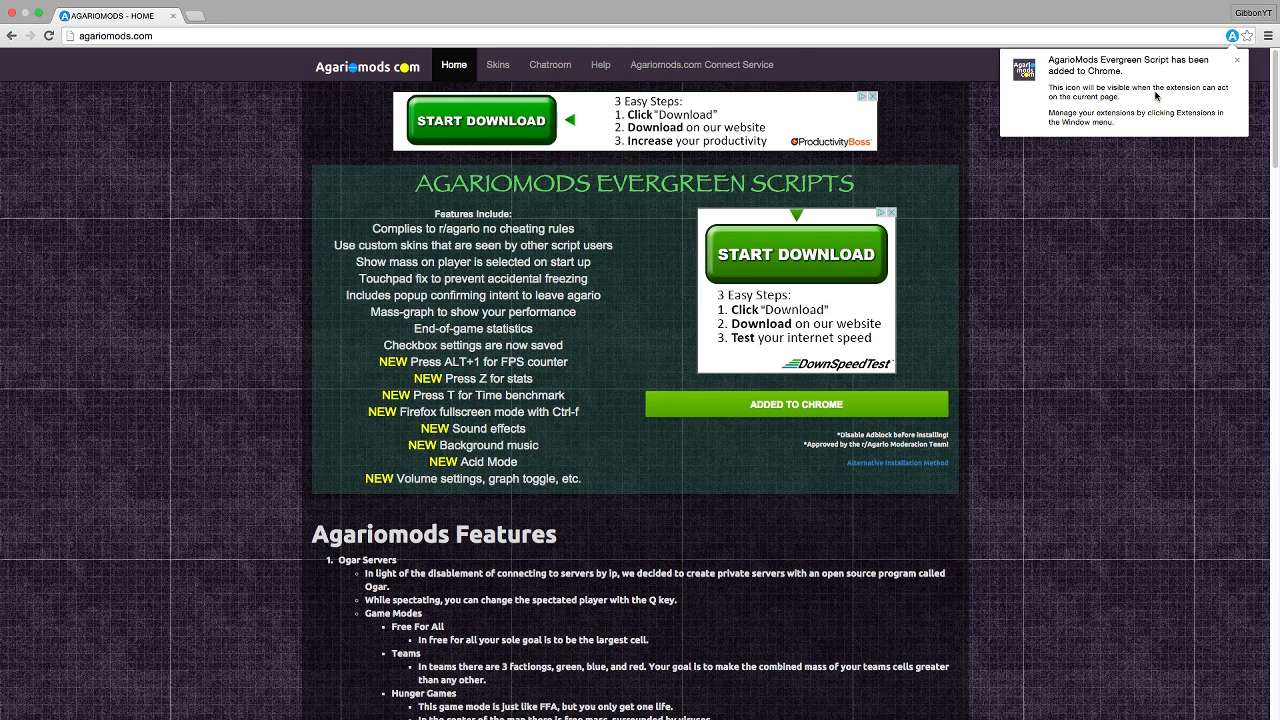 AGARIOMODS - HOME
GibbonYT
agariomods.com
Agariomods com
Home
Skins
Chatroom
Help
Agariomods.com Connect Service
AgarioMods Evergreen Script has been
added to Chrome.
This icon will be visible when the extension can act
on the current page.
Manage your extensions by clicking Extensions in
the Window menu.
START DOWNLOAD
3 Easy Steps:
1. Click "Download"
2. Download on our website
3. Increase your productivity
ProductivityBoss
AGARIOMODS EVERGREEN SCRIPTS
Features Include:
Complies to r/agario no cheating rules
Use custom skins that are seen by other script users
Show mass on player is selected on start up
Touchpad fix to prevent accidental freezing
Includes popup confirming intent to leave agario
Mass-graph to show your performance
End-of-game statistics
Checkbox settings are now saved
NEW Press ALT+1 for FPS counter
NEW Press Z for stats
NEW Press T for Time benchmark
NEW Firefox fullscreen mode with Ctrl-f
NEW Sound effects
NEW Background music
NEW Acid Mode
NEW Volume settings, graph toggle, etc.
START DOWNLOAD
3 Easy Steps:
1. Click "Download"
2. Download on our website
3. Test your internet speed
DownSpeedTest
ADDED TO CHROME
*Disable Adblock before installing!
*Approved by the r/Agario Moderation Team!
Alternative Installation Method
Agariomods Features
1. Ogar Servers
In light of the disablement of connecting to servers by ip, we decided to create private servers with an open source program called
Ogar.
While spectating, you can change the spectated player with the Q key.
Game Modes
Free For All
In free for all your sole goal is to be the largest cell.
Teams
In teams there are 3 factiongs, green, blue, and red. Your goal is to make the combined mass of your teams cells greater
than any other.
Hunger Games
This game mode is just like FFA, but you only get one life.
In the center of the map there is free mass, surrounded by viruses.